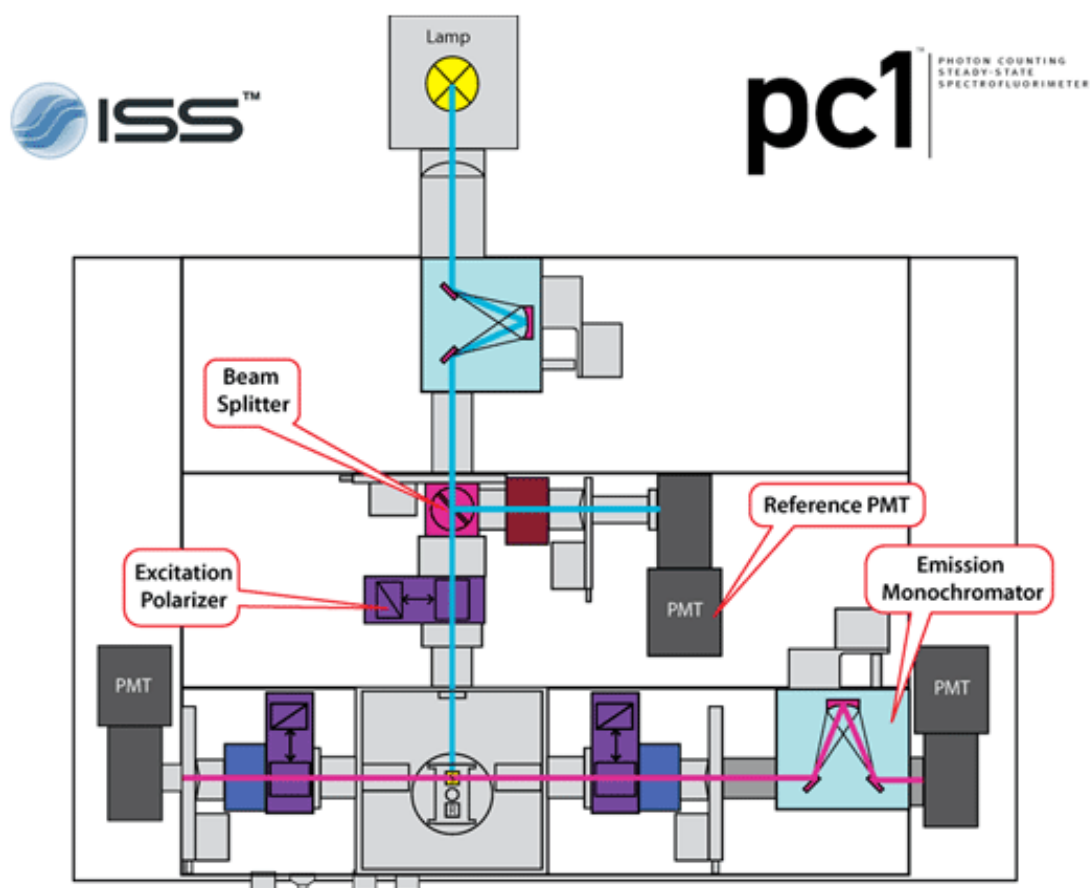 Lamp
ISS™
pc1™
PHOTON COUNTING
STEADY-STATE
SPECTROFLUORIMETER
Beam
Splitter
Reference PMT
Excitation
Polarizer
Emission
Monochromator
PMT
PMT
PMT
R